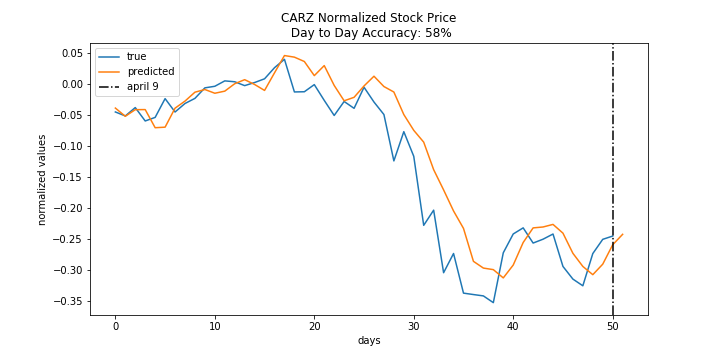 CARZ Normalized Stock Price
Day to Day Accuracy: 58%
true
predicted
april 9
0.05
0.00
−0.05
−0.10
−0.15
−0.20
−0.25
−0.30
−0.35
normalized values
0 10 20 30 40 50
days